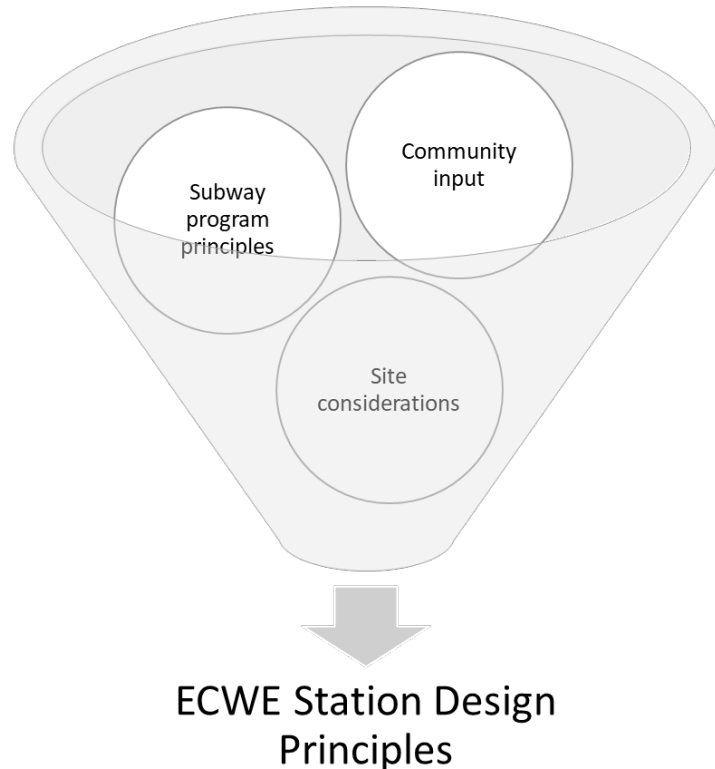 Community
input
Subway
program
principles
Site
considerations
ECWE Station Design
Principles